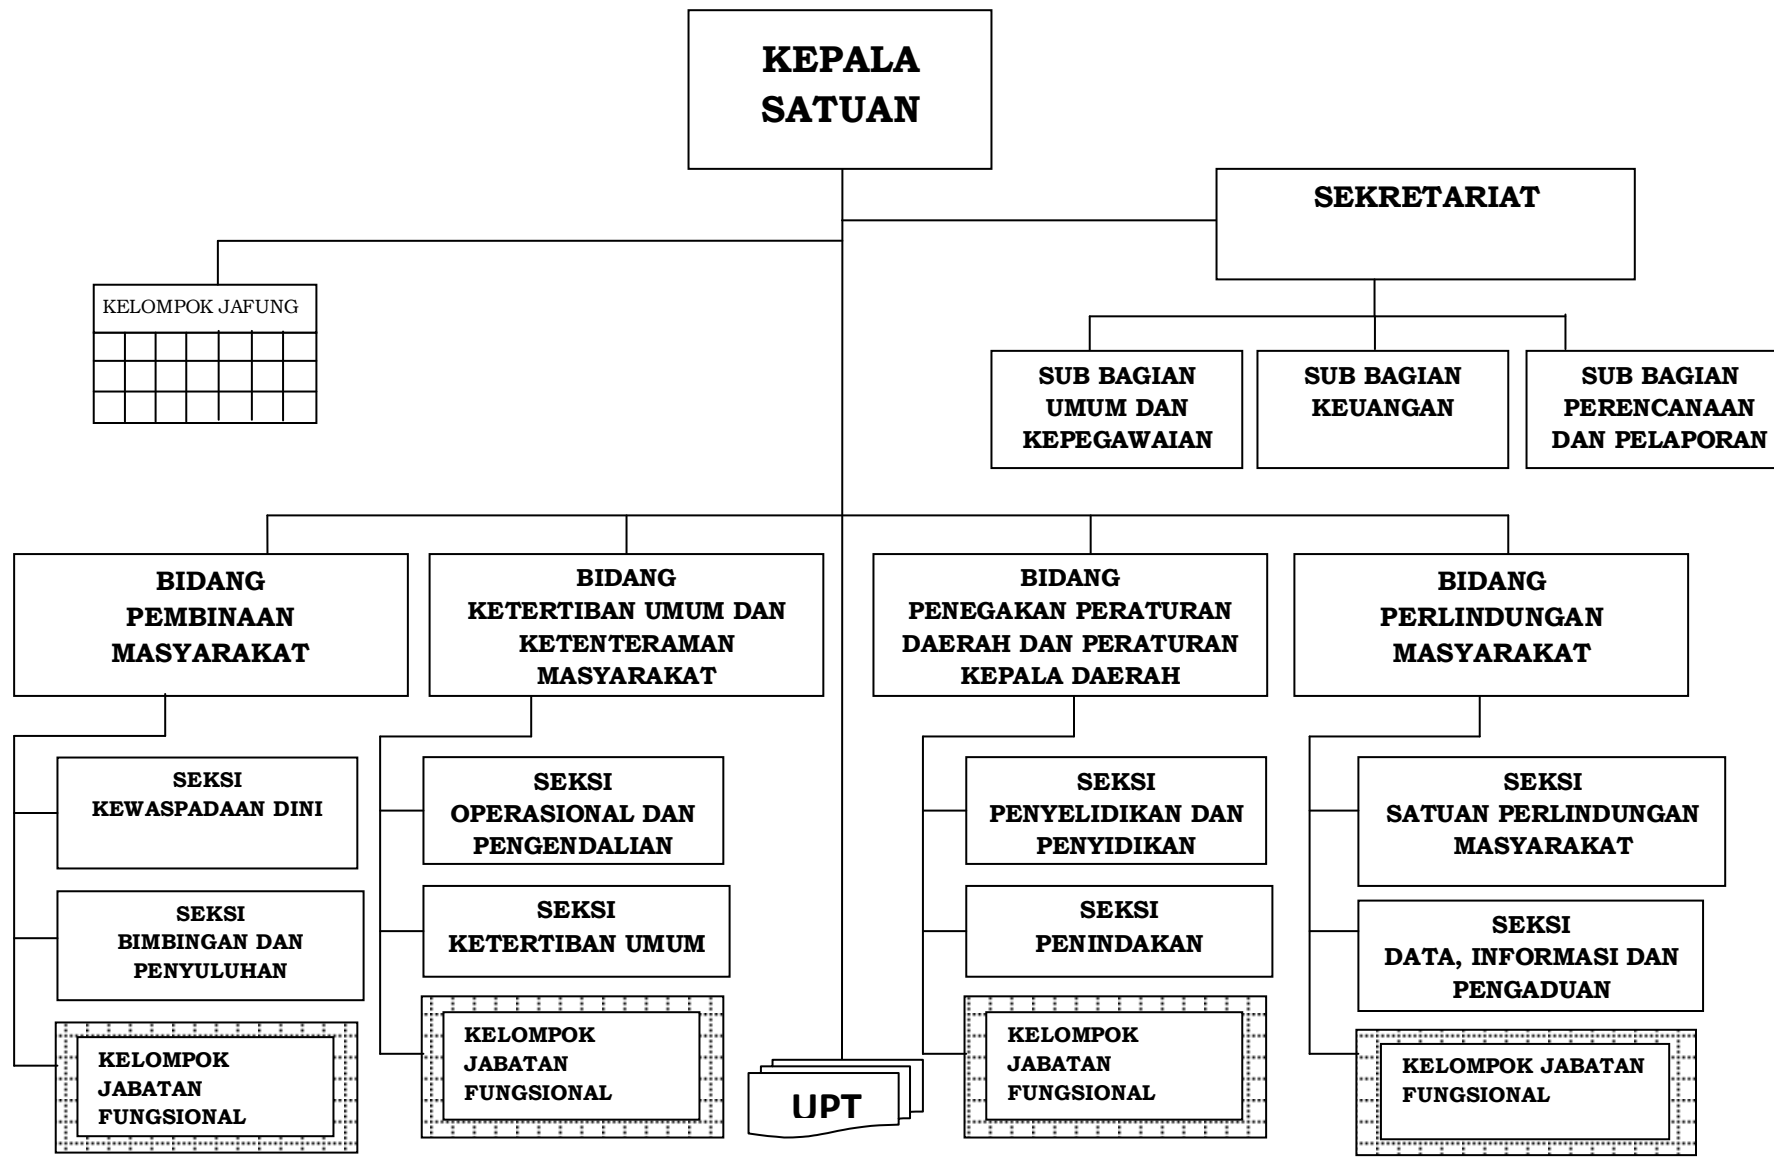 KEPALA
SATUAN
SEKRETARIAT
KELOMPOK JAFUNG
SUB BAGIAN
UMUM DAN
KEPEGAWAIAN
SUB BAGIAN
KEUANGAN
SUB BAGIAN
PERENCANAAN
DAN PELAPORAN
BIDANG
PEMBINAAN
MASYARAKAT
BIDANG
KETERTIBAN UMUM DAN
KETENTERAMAN
MASYARAKAT
BIDANG
PENEGAKAN PERATURAN
DAERAH DAN PERATURAN
KEPALA DAERAH
BIDANG
PERLINDUNGAN
MASYARAKAT
SEKSI
KEWASPADAAN DINI
SEKSI
OPERASIONAL DAN
PENGENDALIAN
SEKSI
PENYELIDIKAN DAN
PENYIDIKAN
SEKSI
SATUAN PERLINDUNGAN
MASYARAKAT
SEKSI
BIMBINGAN DAN
PENYULUHAN
SEKSI
KETERTIBAN UMUM
SEKSI
PENINDAKAN
SEKSI
DATA, INFORMASI DAN
PENGADUAN
KELOMPOK
JABATAN
FUNGSIONAL
KELOMPOK
JABATAN
FUNGSIONAL
UPT
KELOMPOK
JABATAN
FUNGSIONAL
KELOMPOK JABATAN
FUNGSIONAL